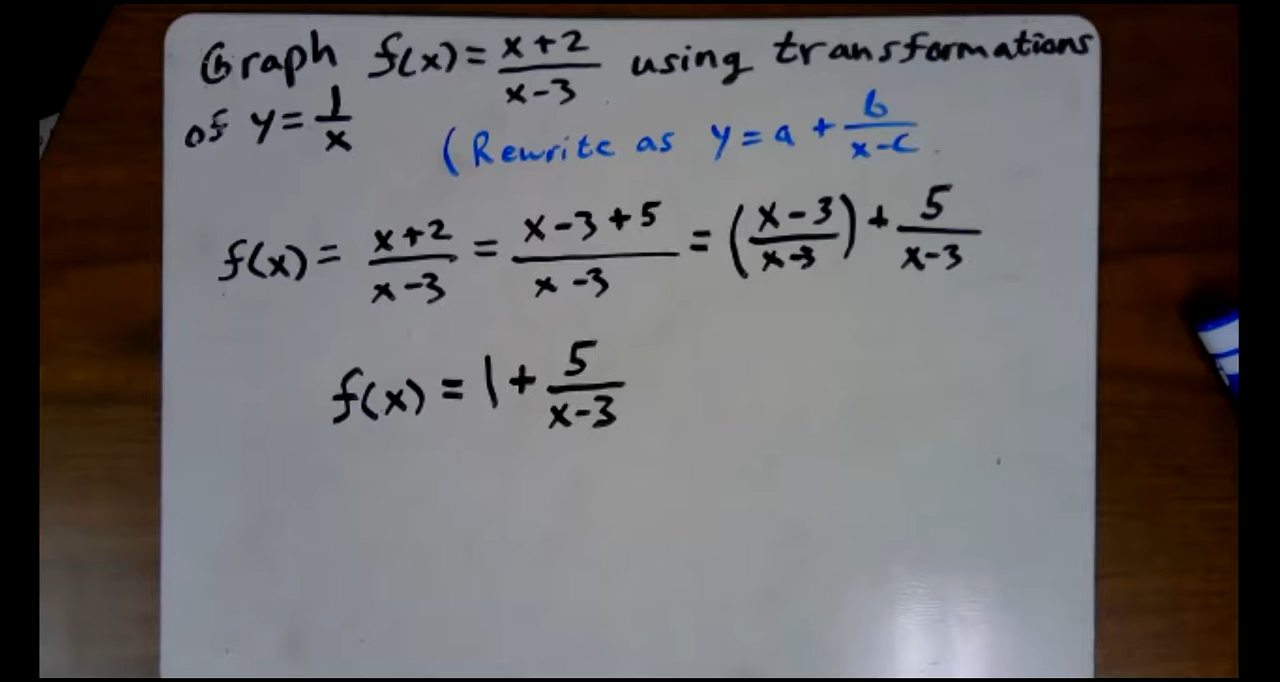 Graph f(x) = x+2 / x-3 using transformations
of y = 1/x
(Rewrite as y = a + b / x-c
f(x) = x+2 / x-3 = x-3+5 / x-3 = (x-3 / x-3) + 5 / x-3
f(x) = 1 + 5 / x-3